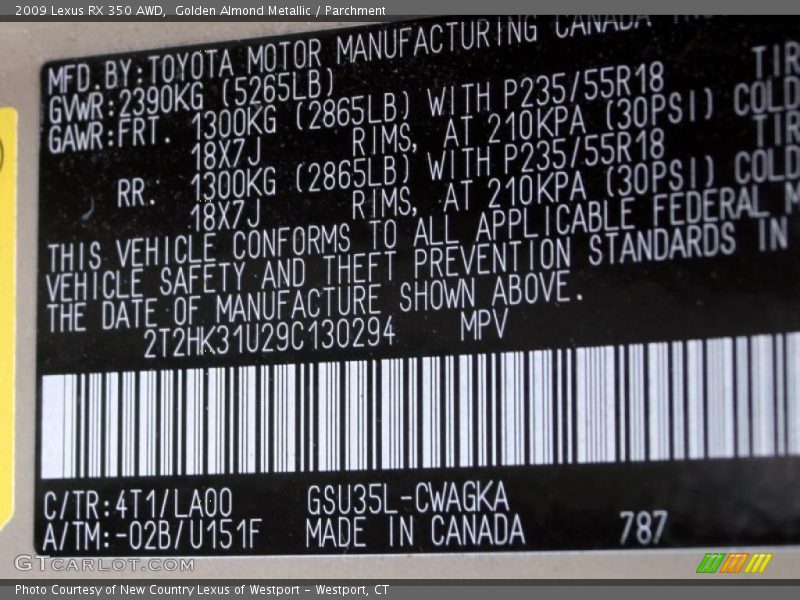 2009 Lexus RX 350 AWD, Golden Almond Metallic / Parchment
MFD.BY:TOYOTA MOTOR MANUFACTURING CANADA
GVWR:2390KG (5265LB)
GAWR:FRT. 1300KG (2865LB) WITH P235/55R18 TIR
18X7J RIMS, AT 210KPA (30PSI) COLD
RR. 1300KG (2865LB) WITH P235/55R18 TIR
18X7J RIMS, AT 210KPA (30PSI) COLD
THIS VEHICLE CONFORMS TO ALL APPLICABLE FEDERAL M
VEHICLE SAFETY AND THEFT PREVENTION STANDARDS IN
THE DATE OF MANUFACTURE SHOWN ABOVE.
2T2HK31U29C130294 MPV
C/TR:4T1/LA00 GSU35L-CWAGKA
A/TM:-02B/U151F MADE IN CANADA 787
GTCARLOT.COM
Photo Courtesy of New Country Lexus of Westport - Westport, CT